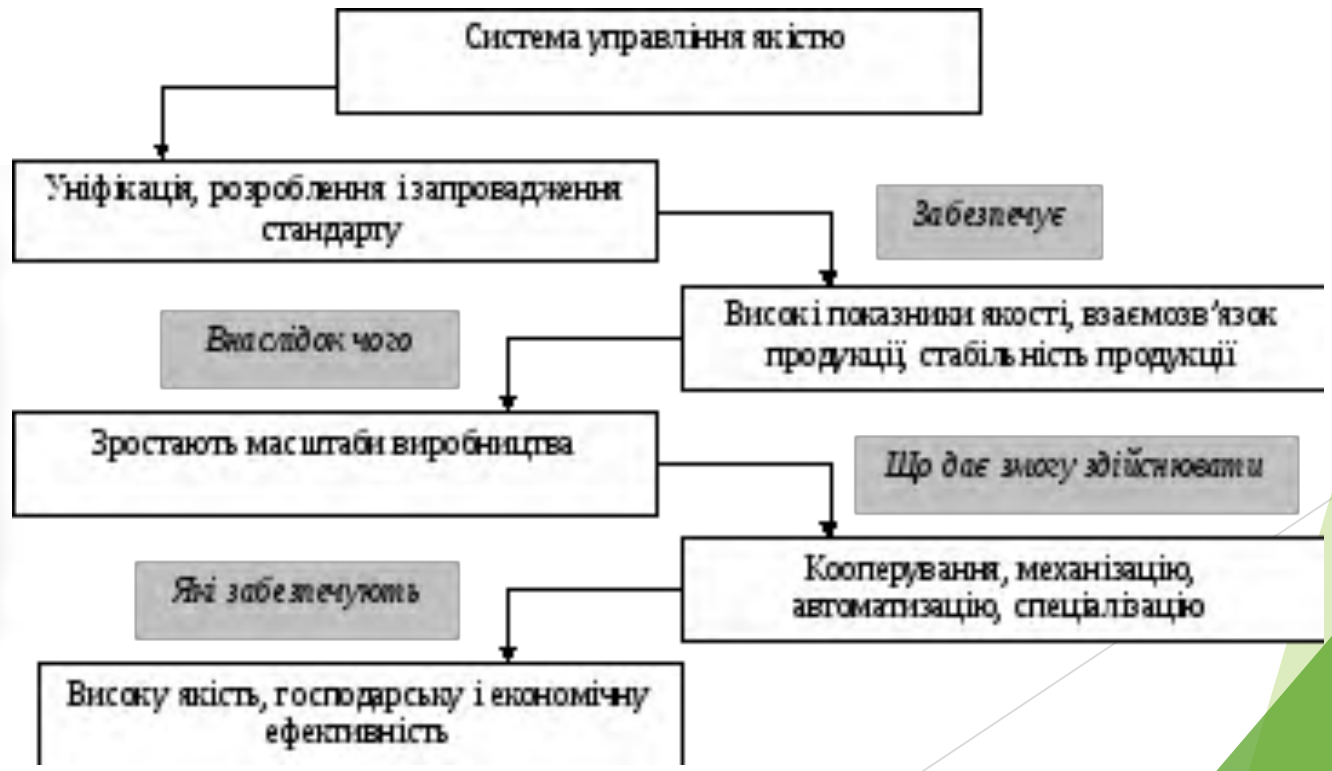 Система управління якістю
Уніфікація, розроблення і запровадження
стандарту
Забезпечує
Високі показники якості, взаємозв’язок
продукції, стабільність продукції
Внаслідок чого
Зростають масштаби виробництва
Що дає змогу здійснювати
Кооперування, механізацію,
автоматизацію, спеціалізацію
Які забезпечують
Високу якість, господарську і економічну
ефективність